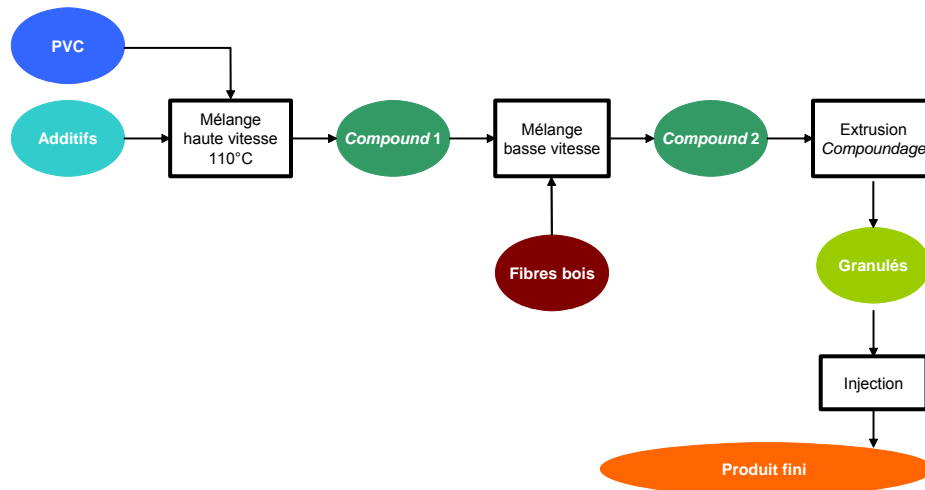 PVC
Additifs
Mélange
haute vitesse
110°C
Compound 1
Mélange
basse vitesse
Compound 2
Extrusion
Compoundage
Fibres bois
Granulés
Injection
Produit fini